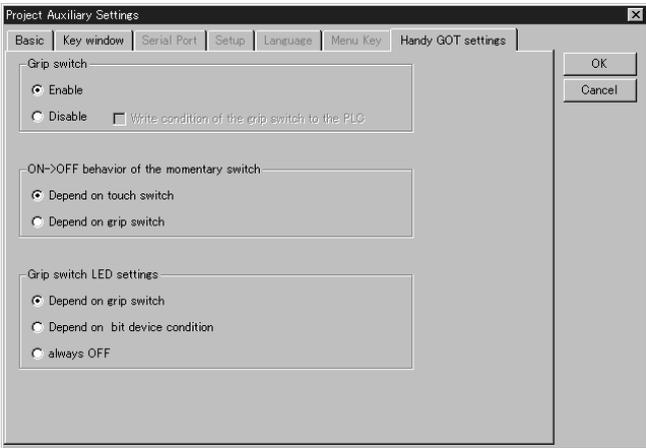 Project Auxiliary Settings
Basic Key window Serial Port Setup Language Menu Key Handy GOT settings
Grip switch
Enable
Disable Write condition of the grip switch to the PLC
ON->OFF behavior of the momentary switch
Depend on touch switch
Depend on grip switch
Grip switch LED settings
Depend on grip switch
Depend on bit device condition
always OFF
OK
Cancel